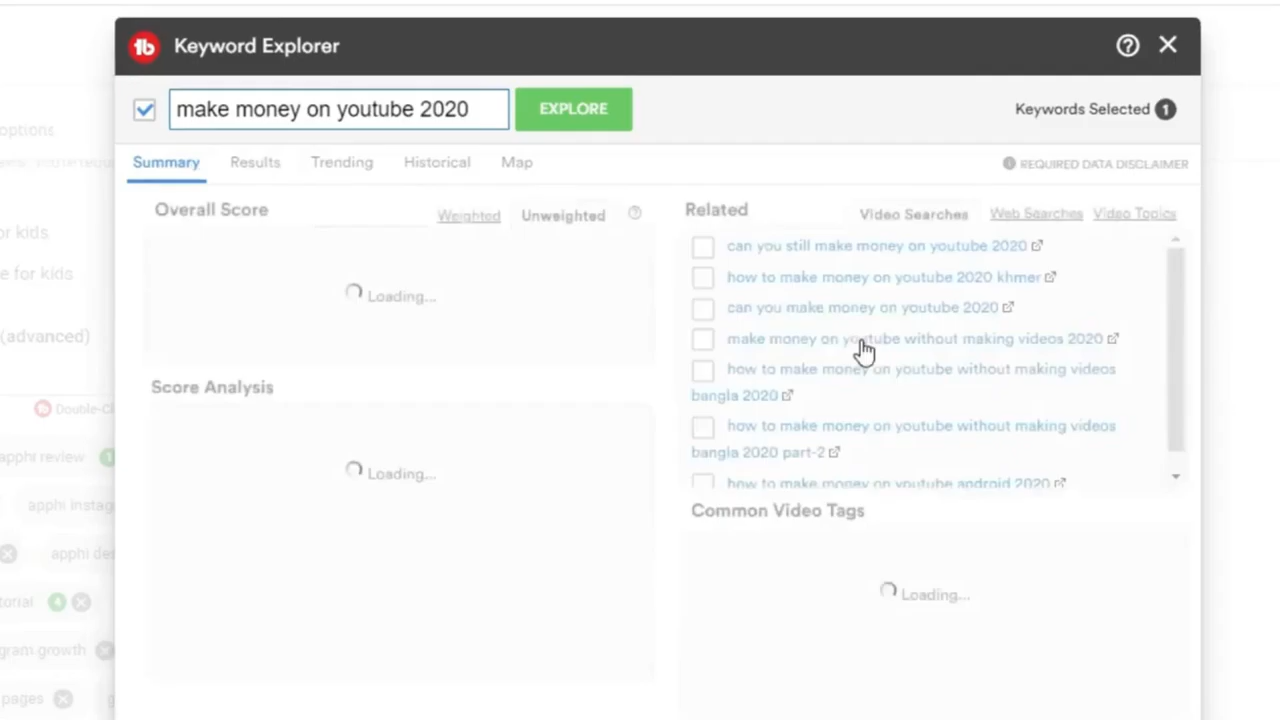 Keyword Explorer
make money on youtube 2020
EXPLORE
Keywords Selected 1
options
Summary
Results
Trending
Historical
Map
REQUIRED DATA DISCLAIMER
Overall Score
Weighted
Unweighted
Loading...
Score Analysis
Loading...
Related
Video Searches
Web Searches
Video Topics
can you still make money on youtube 2020
how to make money on youtube 2020 khmer
can you make money on youtube 2020
make money on youtube without making videos 2020
how to make money on youtube without making videos
bangla 2020
how to make money on youtube without making videos
bangla 2020 part-2
how to make money on youtube android 2020
Common Video Tags
Loading...
or kids
e for kids
(advanced)
Double-Cl
apphi review
apphi instag
apphi de
torial 4
gram growth
pages